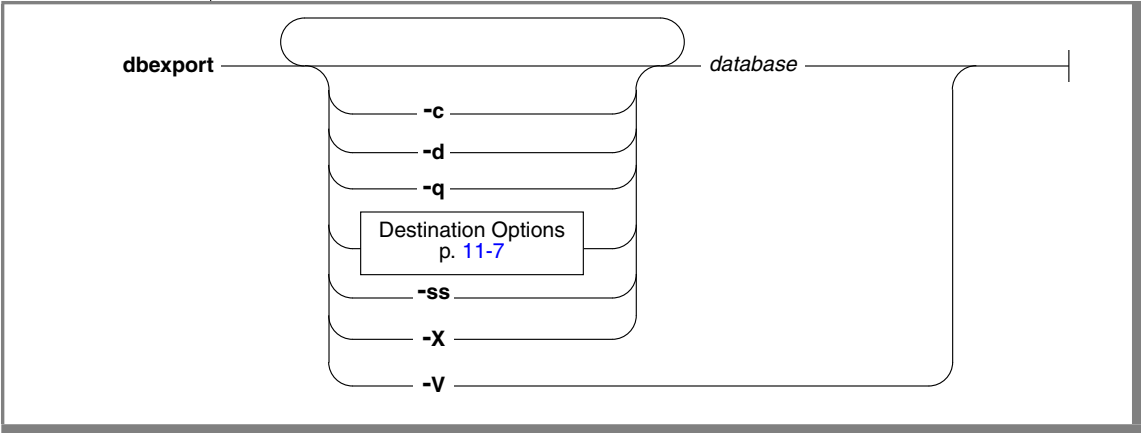 dbexport database
-c
-d
-q
Destination Options
p. 11-7
-ss
-X
-V